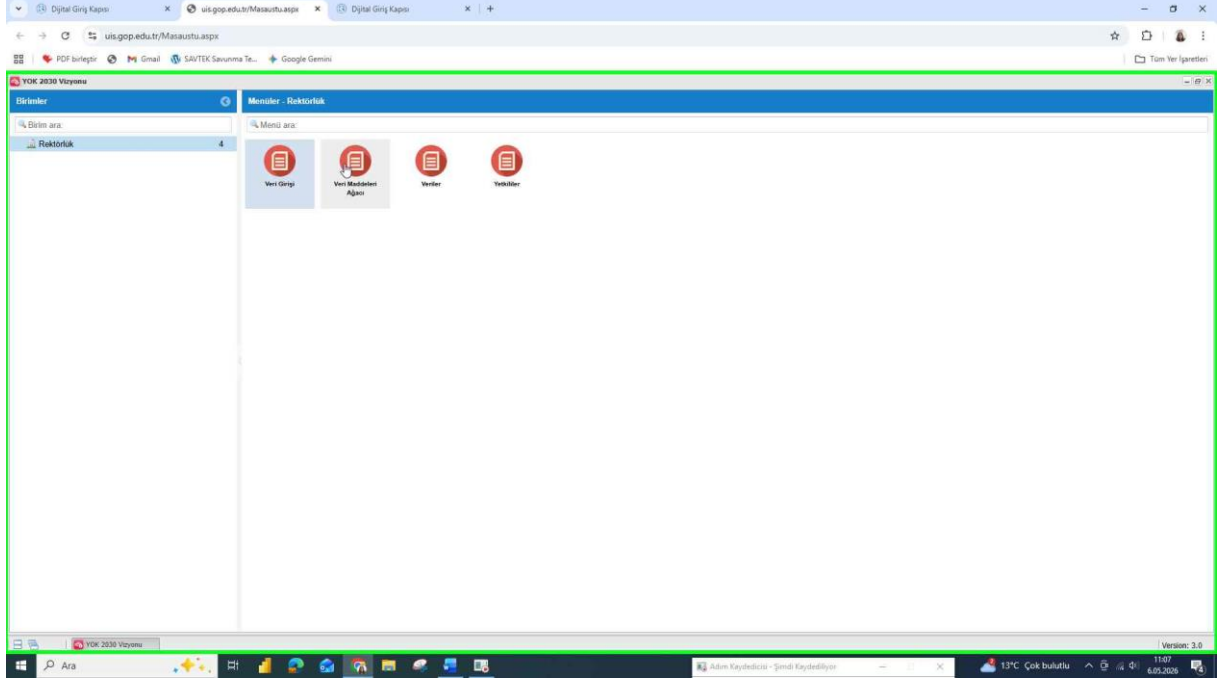 Dijital Giriş Kapısı
uis.gop.edu.tr/Masaustu.aspx
Dijital Giriş Kapısı
uis.gop.edu.tr/Masaustu.aspx
PDF birleştir
Gmail
SAVTEK Savunma Te...
Google Gemini
Tüm Yer İşaretleri
YOK 2030 Vizyonu
Birimler
Menüler - Rektörlük
Birim ara:
Menü ara:
Rektörlük 4
Veri Girişi
Veri Maddeleri
Ağacı
Veriler
Yetkililer
YOK 2030 Vizyonu
Version: 3.0
Ara
Adım Kaydedicisi - Şimdi Kaydediliyor
13°C Çok bulutlu
11:07
6.05.2026